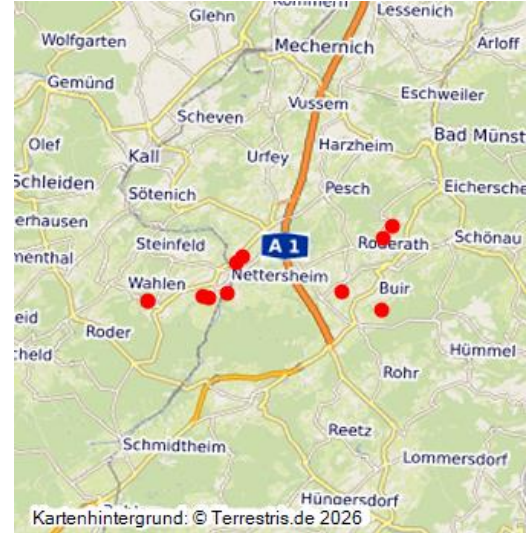 Kommern
Lessenich
Glehn
Wolfgarten
Mechernich
Arloff
Gemünd
Eschweiler
Vussem
Scheven
Olef
Harzheim
Bad Münst
Kall
Urfey
Schleiden
Pesch
Eichersche
Sötenich
erhausen
Steinfeld
A 1
Roderath
Schönau
menthal
Nettersheim
Wahlen
Buir
eid
Roder
Hümmel
cheld
Rohr
Reetz
Schmidtheim
Lommersdorf
Hüngersdorf
Kartenhintergrund: © Terrestris.de 2026